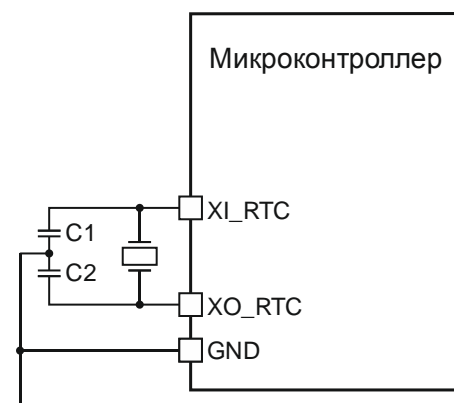 Микроконтроллер
XI_RTC
C1
C2
XO_RTC
GND